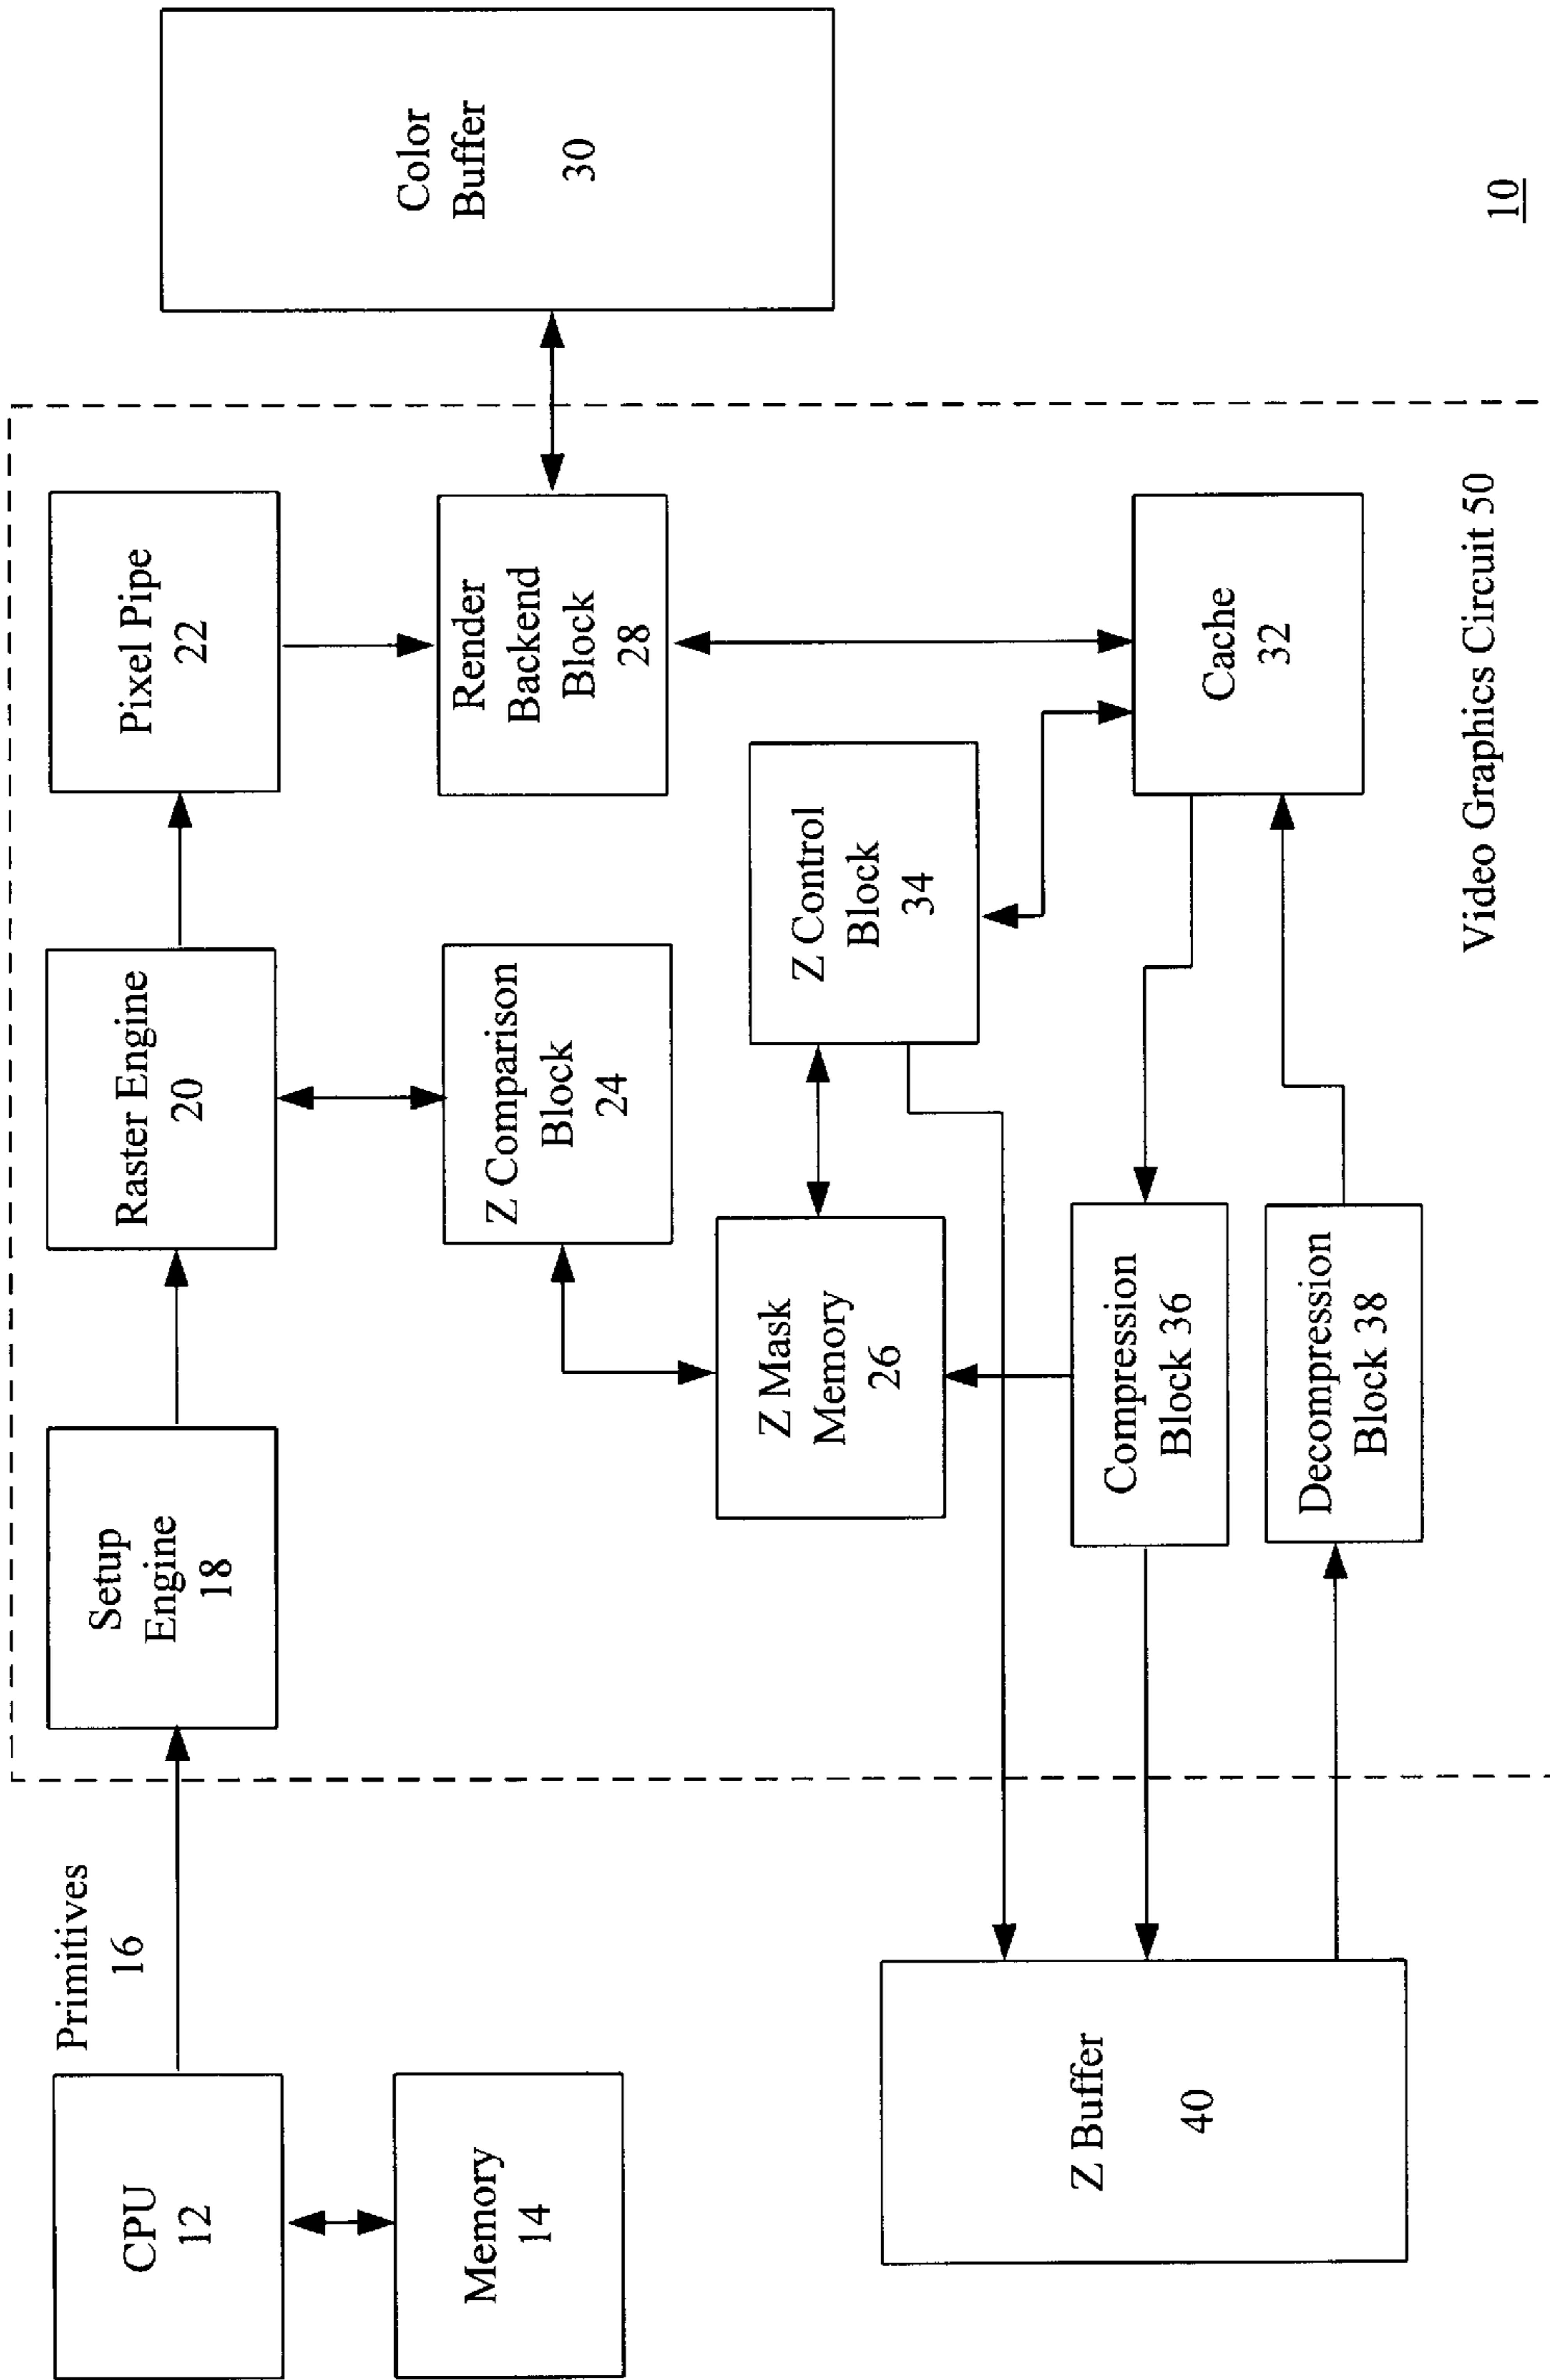 CPU
12
Primitives
16
Setup
Engine
18
Raster Engine
20
Pixel Pipe
22
Memory
14
Z Comparison
Block
24
Render
Backend
Block
28
Color
Buffer
30
Z Mask
Memory
26
Z Control
Block
34
Z Buffer
40
Compression
Block 36
Cache
32
Decompression
Block 38
Video Graphics Circuit 50
10